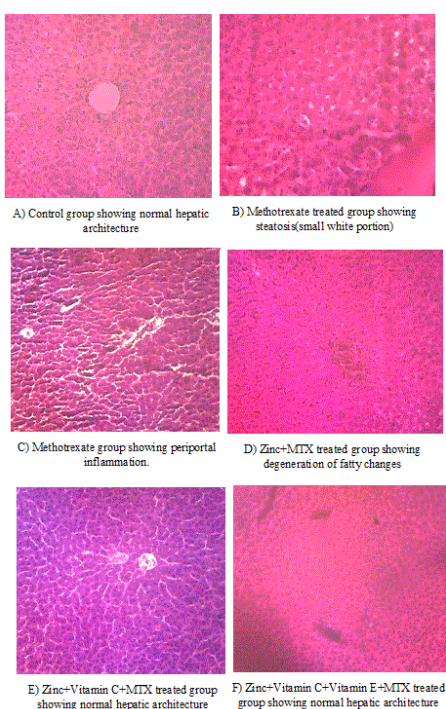 A) Control group showing normal hepatic
architecture
B) Methotrexate treated group showing
steatosis(small white portion)
C) Methotrexate group showing periportal
inflammation.
D) Zinc+MTX treated group showing
degeneration of fatty changes
E) Zinc+Vitamin C+MTX treated group
showing normal hepatic architecture
F) Zinc+Vitamin C+Vitamin E+MTX treated
group showing normal hepatic architecture